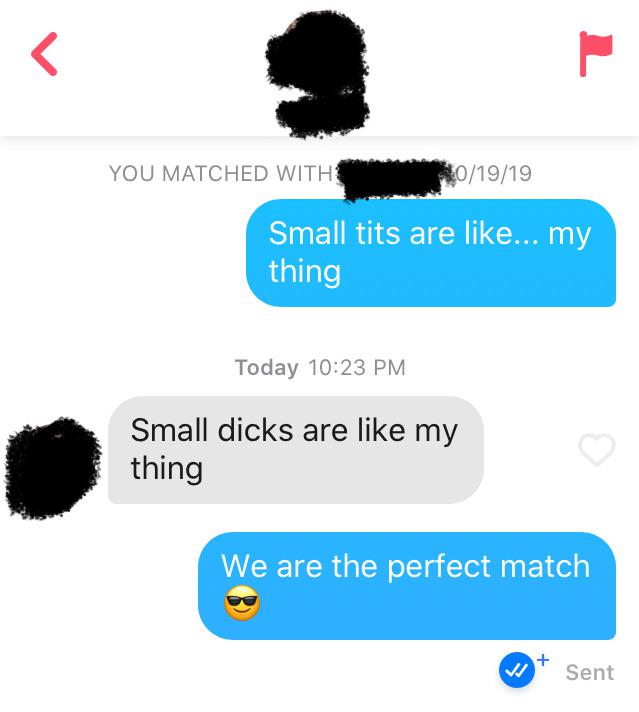 YOU MATCHED WITH 0/19/19
Small tits are like... my
thing
Today 10:23 PM
Small dicks are like my
thing
We are the perfect match
😎
Sent